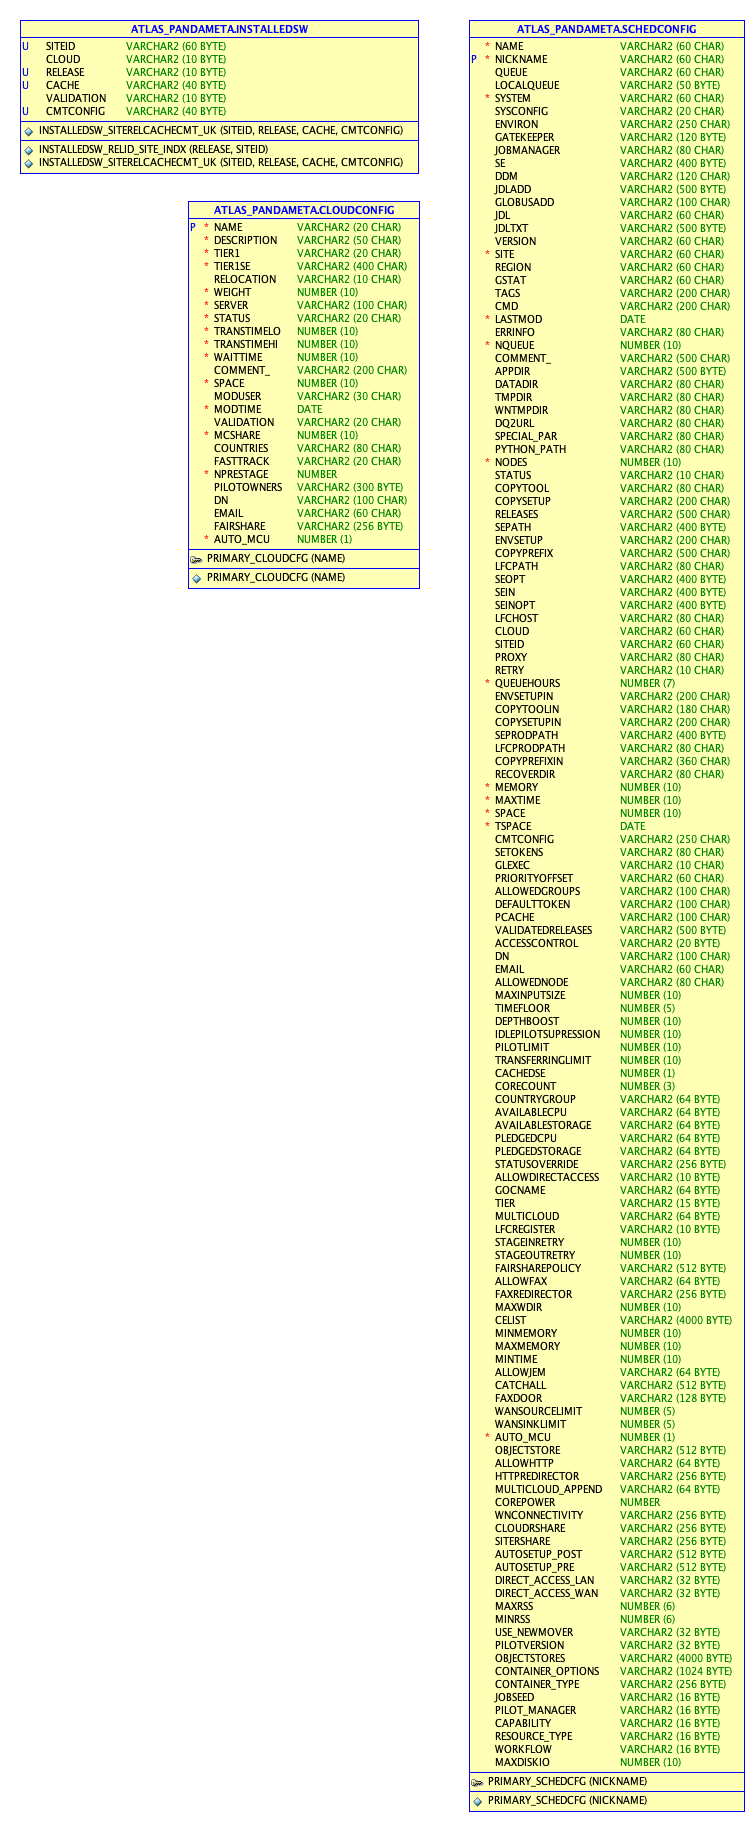 ATLAS_PANDAMETA.INSTALLEDSW
U SITEID VARCHAR2 (60 BYTE)
CLOUD VARCHAR2 (10 BYTE)
U RELEASE VARCHAR2 (10 BYTE)
U CACHE VARCHAR2 (40 BYTE)
VALIDATION VARCHAR2 (10 BYTE)
U CMTCONFIG VARCHAR2 (40 BYTE)
INSTALLEDSW_SITERELCACHECMT_UK (SITEID, RELEASE, CACHE, CMTCONFIG)
INSTALLEDSW_RELID_SITE_INDX (RELEASE, SITEID)
INSTALLEDSW_SITERELCACHECMT_UK (SITEID, RELEASE, CACHE, CMTCONFIG)
ATLAS_PANDAMETA.CLOUDCONFIG
P * NAME VARCHAR2 (20 CHAR)
* DESCRIPTION VARCHAR2 (50 CHAR)
* TIER1 VARCHAR2 (20 CHAR)
* TIER1SE VARCHAR2 (400 CHAR)
RELOCATION VARCHAR2 (10 CHAR)
* WEIGHT NUMBER (10)
* SERVER VARCHAR2 (100 CHAR)
* STATUS VARCHAR2 (20 CHAR)
* TRANSTIMELO NUMBER (10)
* TRANSTIMEHI NUMBER (10)
* WAITTIME NUMBER (10)
COMMENT_ VARCHAR2 (200 CHAR)
* SPACE NUMBER (10)
MODUSER VARCHAR2 (30 CHAR)
* MODTIME DATE
VALIDATION VARCHAR2 (20 CHAR)
* MCSHARE NUMBER (10)
COUNTRIES VARCHAR2 (80 CHAR)
FASTTRACK VARCHAR2 (20 CHAR)
* NPRESTAGE NUMBER
PILOTOWNERS VARCHAR2 (300 BYTE)
DN VARCHAR2 (100 CHAR)
EMAIL VARCHAR2 (60 CHAR)
FAIRSHARE VARCHAR2 (256 BYTE)
* AUTO_MCU NUMBER (1)
PRIMARY_CLOUDCFG (NAME)
PRIMARY_CLOUDCFG (NAME)
ATLAS_PANDAMETA.SCHEDCONFIG
* NAME VARCHAR2 (60 CHAR)
P * NICKNAME VARCHAR2 (60 CHAR)
QUEUE VARCHAR2 (60 CHAR)
LOCALQUEUE VARCHAR2 (50 BYTE)
* SYSTEM VARCHAR2 (60 CHAR)
SYSCONFIG VARCHAR2 (20 CHAR)
ENVIRON VARCHAR2 (250 CHAR)
GATEKEEPER VARCHAR2 (120 BYTE)
JOBMANAGER VARCHAR2 (80 CHAR)
SE VARCHAR2 (400 BYTE)
DDM VARCHAR2 (120 CHAR)
JDLADD VARCHAR2 (500 BYTE)
GLOBUSADD VARCHAR2 (100 CHAR)
JDL VARCHAR2 (60 CHAR)
JDLTXT VARCHAR2 (500 BYTE)
VERSION VARCHAR2 (60 CHAR)
* SITE VARCHAR2 (60 CHAR)
REGION VARCHAR2 (60 CHAR)
GSTAT VARCHAR2 (60 CHAR)
TAGS VARCHAR2 (200 CHAR)
CMD VARCHAR2 (200 CHAR)
* LASTMOD DATE
ERRINFO VARCHAR2 (80 CHAR)
* NQUEUE NUMBER (10)
COMMENT_ VARCHAR2 (500 CHAR)
APPDIR VARCHAR2 (500 BYTE)
DATADIR VARCHAR2 (80 CHAR)
TMPDIR VARCHAR2 (80 CHAR)
WNTMPDIR VARCHAR2 (80 CHAR)
DQ2URL VARCHAR2 (80 CHAR)
SPECIAL_PAR VARCHAR2 (80 CHAR)
PYTHON_PATH VARCHAR2 (80 CHAR)
* NODES NUMBER (10)
STATUS VARCHAR2 (10 CHAR)
COPYTOOL VARCHAR2 (80 CHAR)
COPYSETUP VARCHAR2 (200 CHAR)
RELEASES VARCHAR2 (500 CHAR)
SEPATH VARCHAR2 (400 BYTE)
ENVSETUP VARCHAR2 (200 CHAR)
COPYPREFIX VARCHAR2 (500 CHAR)
LFCPATH VARCHAR2 (80 CHAR)
SEOPT VARCHAR2 (400 BYTE)
SEIN VARCHAR2 (400 BYTE)
SEINOPT VARCHAR2 (400 BYTE)
LFCHOST VARCHAR2 (80 CHAR)
CLOUD VARCHAR2 (60 CHAR)
SITEID VARCHAR2 (60 CHAR)
PROXY VARCHAR2 (80 CHAR)
RETRY VARCHAR2 (10 CHAR)
* QUEUEHOURS NUMBER (7)
ENVSETUPIN VARCHAR2 (200 CHAR)
COPYTOOLIN VARCHAR2 (180 CHAR)
COPYSETUPIN VARCHAR2 (200 CHAR)
SEPRODPATH VARCHAR2 (400 BYTE)
LFCPRODPATH VARCHAR2 (80 CHAR)
COPYPREFIXIN VARCHAR2 (360 CHAR)
RECOVERDIR VARCHAR2 (80 CHAR)
* MEMORY NUMBER (10)
* MAXTIME NUMBER (10)
* SPACE NUMBER (10)
* TSPACE DATE
CMTCONFIG VARCHAR2 (250 CHAR)
SETOKENS VARCHAR2 (80 CHAR)
GLEXEC VARCHAR2 (10 CHAR)
PRIORITYOFFSET VARCHAR2 (60 CHAR)
ALLOWEDGROUPS VARCHAR2 (100 CHAR)
DEFAULTTOKEN VARCHAR2 (100 CHAR)
PCACHE VARCHAR2 (100 CHAR)
VALIDATEDRELEASES VARCHAR2 (500 BYTE)
ACCESSCONTROL VARCHAR2 (20 BYTE)
DN VARCHAR2 (100 CHAR)
EMAIL VARCHAR2 (60 CHAR)
ALLOWEDNODE VARCHAR2 (80 CHAR)
MAXINPUTSIZE NUMBER (10)
TIMEFLOOR NUMBER (5)
DEPTHBOOST NUMBER (10)
IDLEPILOTSUPRESSION NUMBER (10)
PILOTLIMIT NUMBER (10)
TRANSFERRINGLIMIT NUMBER (10)
CACHEDSE NUMBER (1)
CORECOUNT NUMBER (3)
COUNTRYGROUP VARCHAR2 (64 BYTE)
AVAILABLECPU VARCHAR2 (64 BYTE)
AVAILABLESTORAGE VARCHAR2 (64 BYTE)
PLEDGEDCPU VARCHAR2 (64 BYTE)
PLEDGEDSTORAGE VARCHAR2 (64 BYTE)
STATUSOVERRIDE VARCHAR2 (256 BYTE)
ALLOWDIRECTACCESS VARCHAR2 (10 BYTE)
GOCNAME VARCHAR2 (64 BYTE)
TIER VARCHAR2 (15 BYTE)
MULTICLOUD VARCHAR2 (64 BYTE)
LFCREGISTER VARCHAR2 (10 BYTE)
STAGEINRETRY NUMBER (10)
STAGEOUTRETRY NUMBER (10)
FAIRSHAREPOLICY VARCHAR2 (512 BYTE)
ALLOWFAX VARCHAR2 (64 BYTE)
FAXREDIRECTOR VARCHAR2 (256 BYTE)
MAXWDIR NUMBER (10)
CELIST VARCHAR2 (4000 BYTE)
MINMEMORY NUMBER (10)
MAXMEMORY NUMBER (10)
MINTIME NUMBER (10)
ALLOWJEM VARCHAR2 (64 BYTE)
CATCHALL VARCHAR2 (512 BYTE)
FAXDOOR VARCHAR2 (128 BYTE)
WANSOURCELIMIT NUMBER (5)
WANSINKLIMIT NUMBER (5)
* AUTO_MCU NUMBER (1)
OBJECTSTORE VARCHAR2 (512 BYTE)
ALLOWHTTP VARCHAR2 (64 BYTE)
HTTPREDIRECTOR VARCHAR2 (256 BYTE)
MULTICLOUD_APPEND VARCHAR2 (64 BYTE)
COREPOWER NUMBER
WNCONNECTIVITY VARCHAR2 (256 BYTE)
CLOUDRSHARE VARCHAR2 (256 BYTE)
SITERSHARE VARCHAR2 (256 BYTE)
AUTOSETUP_POST VARCHAR2 (512 BYTE)
AUTOSETUP_PRE VARCHAR2 (512 BYTE)
DIRECT_ACCESS_LAN VARCHAR2 (32 BYTE)
DIRECT_ACCESS_WAN VARCHAR2 (32 BYTE)
MAXRSS NUMBER (6)
MINRSS NUMBER (6)
USE_NEWMOVER VARCHAR2 (32 BYTE)
PILOTVERSION VARCHAR2 (32 BYTE)
OBJECTSTORES VARCHAR2 (4000 BYTE)
CONTAINER_OPTIONS VARCHAR2 (1024 BYTE)
CONTAINER_TYPE VARCHAR2 (256 BYTE)
JOBSEED VARCHAR2 (16 BYTE)
PILOT_MANAGER VARCHAR2 (16 BYTE)
CAPABILITY VARCHAR2 (16 BYTE)
RESOURCE_TYPE VARCHAR2 (16 BYTE)
WORKFLOW VARCHAR2 (16 BYTE)
MAXDISKIO NUMBER (10)
PRIMARY_SCHEDCFG (NICKNAME)
PRIMARY_SCHEDCFG (NICKNAME)